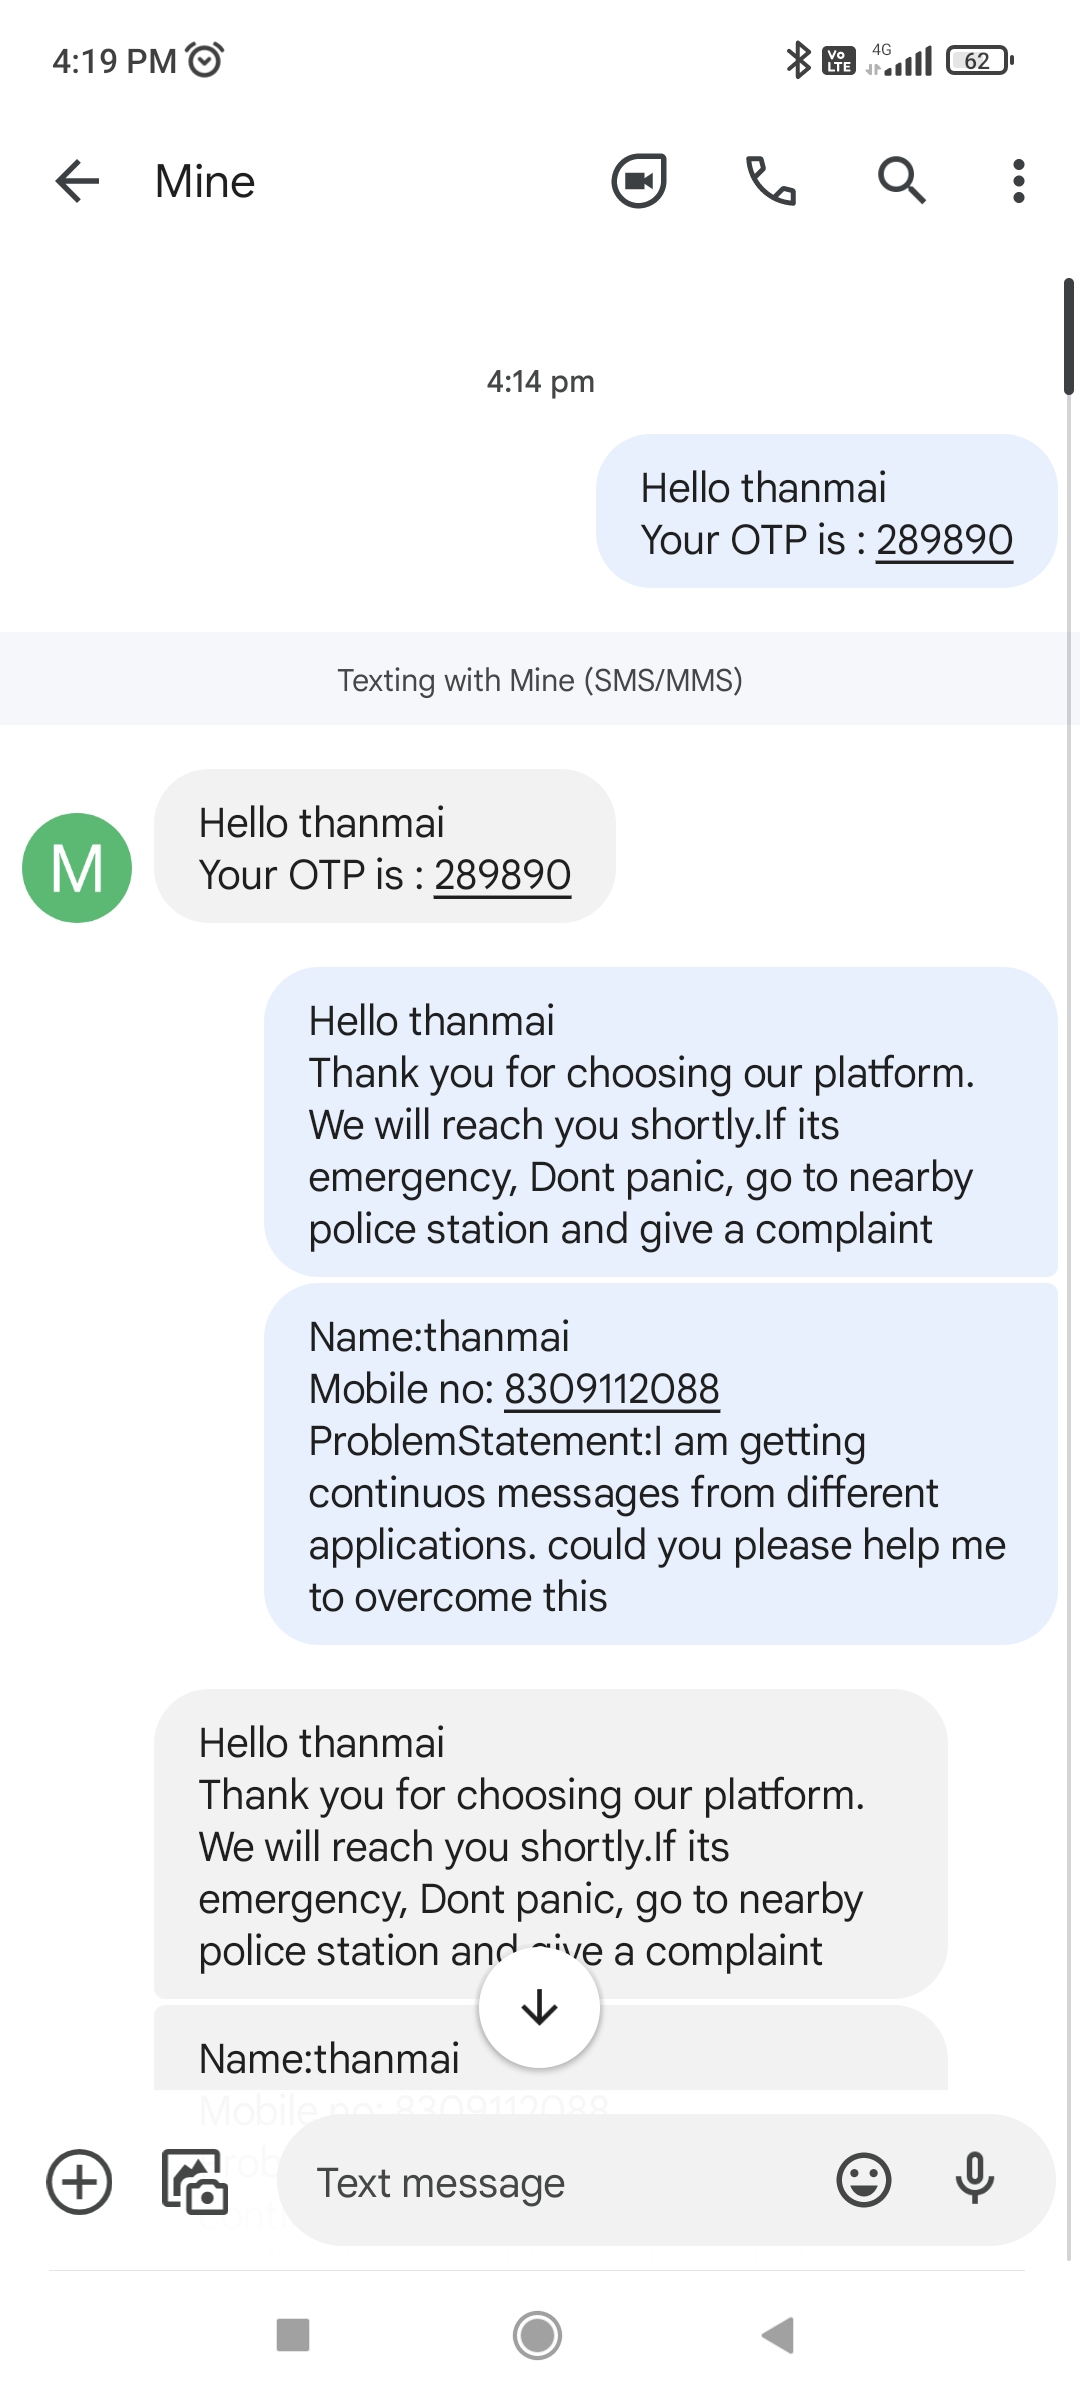 4:19 PM
Vo LTE
4G
62
Mine
4:14 pm
Hello thanmai
Your OTP is : 289890
Texting with Mine (SMS/MMS)
M
Hello thanmai
Your OTP is : 289890
Hello thanmai
Thank you for choosing our platform.
We will reach you shortly.If its
emergency, Dont panic, go to nearby
police station and give a complaint
Name:thanmai
Mobile no: 8309112088
ProblemStatement:I am getting
continuos messages from different
applications. could you please help me
to overcome this
Hello thanmai
Thank you for choosing our platform.
We will reach you shortly.If its
emergency, Dont panic, go to nearby
police station and give a complaint
Name:thanmai
Mobile no: 8309112088
Text message